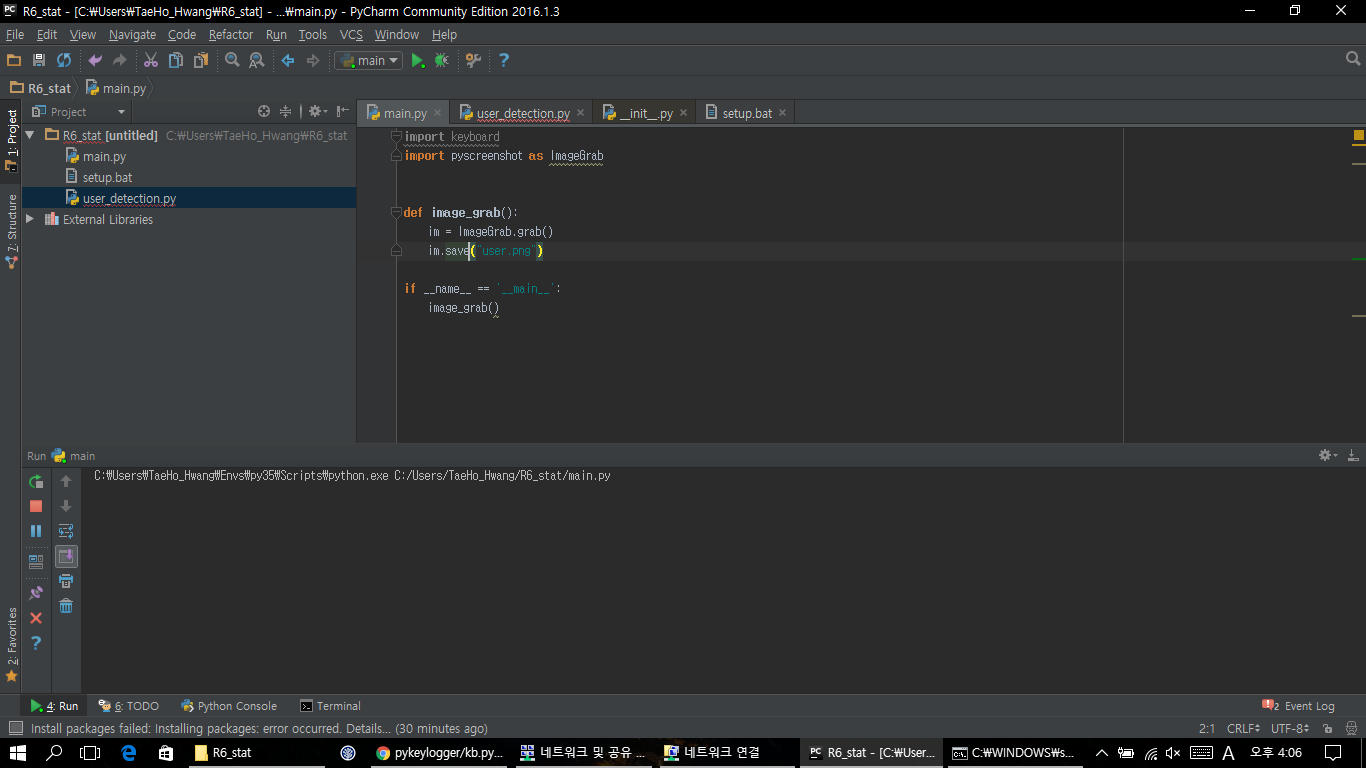 PC R6_stat - [C:₩Users₩TaeHo_Hwang₩R6_stat] - ...₩main.py - PyCharm Community Edition 2016.1.3
File Edit View Navigate Code Refactor Run Tools VCS Window Help
main
R6_stat main.py
1: Project
7: Structure
2: Favorites
Project
R6_stat [untitled] C:₩Users₩TaeHo_Hwang₩R6_stat
main.py
setup.bat
user_detection.py
External Libraries
main.py user_detection.py __init__.py setup.bat
import keyboard
import pyscreenshot as ImageGrab
def image_grab():
im = ImageGrab.grab()
im.save("user.png")
if __name__ == '__main__':
image_grab()
Run main
C:₩Users₩TaeHo_Hwang₩Envs₩py35₩Scripts₩python.exe C:/Users/TaeHo_Hwang/R6_stat/main.py
4: Run 6: TODO Python Console Terminal 2 Event Log
Install packages failed: Installing packages: error occurred. Details... (30 minutes ago) 2:1 CRLF UTF-8
R6_stat pykeylogger/kb.py... 네트워크 및 공유 ... 네트워크 연결 PC R6_stat - [C:₩User... C:₩WINDOWS₩s... A 오후 4:06